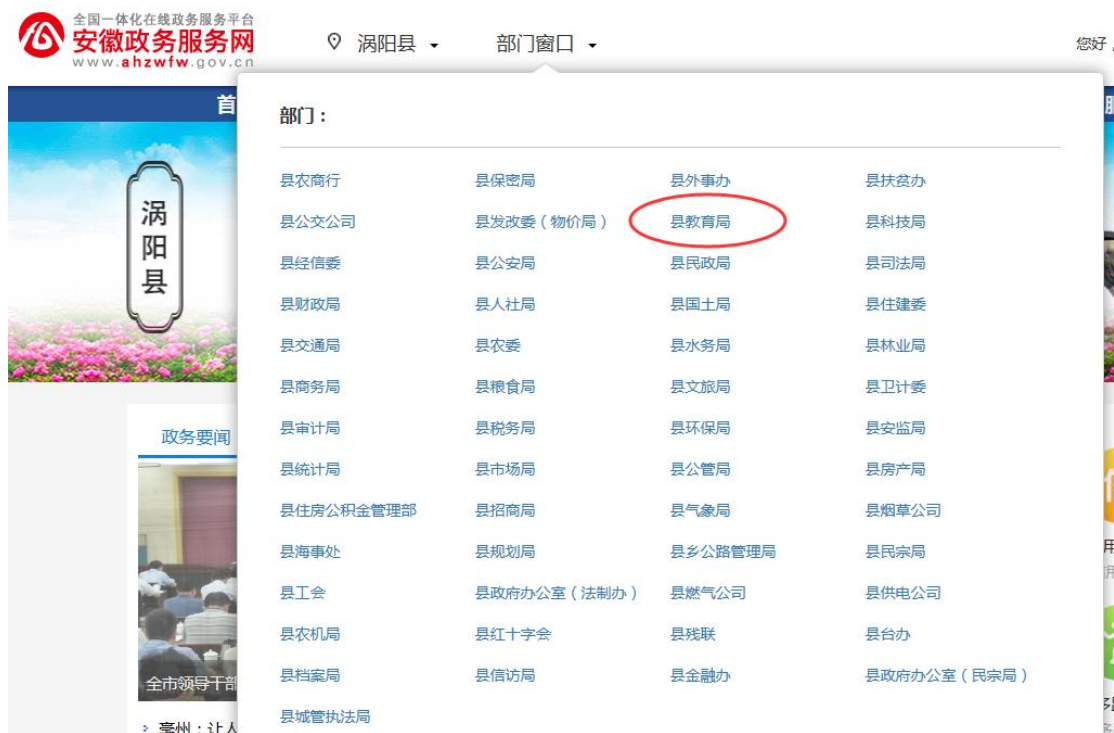 全国一体化在线政务服务平台
安徽政务服务网
www.ahzwfw.gov.cn
涡阳县
部门窗口
您好
首
部门：
县农商行 县保密局 县外事办 县扶贫办
县公交公司 县发改委（物价局） 县教育局 县科技局
县经信委 县公安局 县民政局 县司法局
县财政局 县人社局 县国土局 县住建委
县交通局 县农委 县水务局 县林业局
县商务局 县粮食局 县文旅局 县卫计委
县审计局 县税务局 县环保局 县安监局
县统计局 县市场局 县公管局 县房产局
县住房公积金管理部 县招商局 县气象局 县烟草公司
县海事处 县规划局 县乡公路管理局 县民宗局
县工会 县政府办公室（法制办） 县燃气公司 县供电公司
县农机局 县红十字会 县残联 县台办
县档案局 县信访局 县金融办 县政府办公室（民宗局）
县城管执法局
涡阳县
政务要闻
全市领导干部
亳州：让人